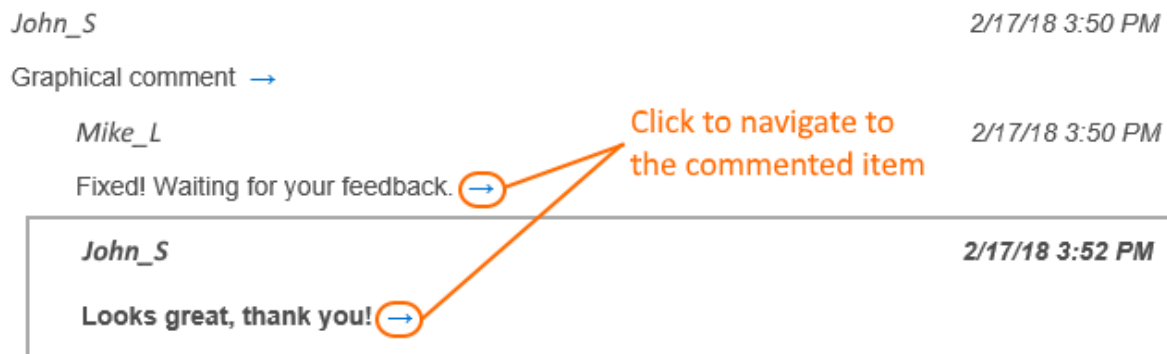 John_S 2/17/18 3:50 PM
Graphical comment →
Mike_L 2/17/18 3:50 PM
Click to navigate to
the commented item
Fixed! Waiting for your feedback. →
John_S 2/17/18 3:52 PM
Looks great, thank you! →